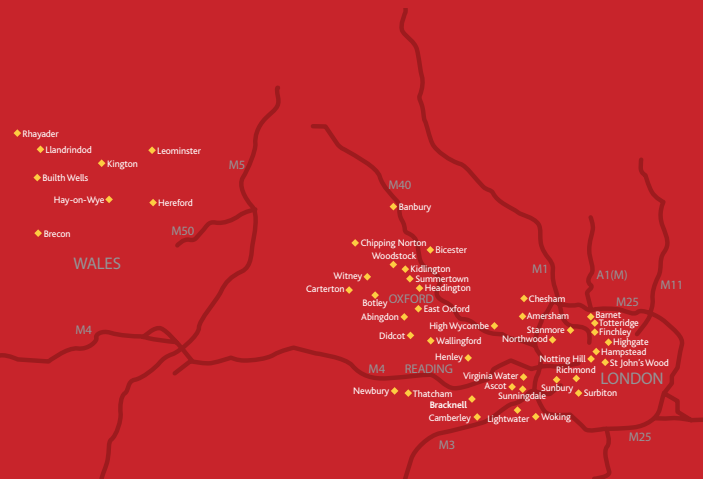 Rhayader
Llandrindod
Leominster
M5
Kington
Builth Wells
M40
Hay-on-Wye
Hereford
Banbury
M50
Brecon
Chipping Norton
Bicester
Woodstock
WALES
Kidlington
M1
A1(M)
Witney
Summertown
M11
Carterton
Headington
Botley
OXFORD
Chesham
M25
East Oxford
Abingdon
Amersham
Barnet
Totteridge
High Wycombe
Stanmore
M4
Finchley
Didcot
Wallingford
Northwood
Highgate
Hampstead
Henley
Notting Hill
St John's Wood
M4
READING
Richmond
Virginia Water
LONDON
Ascot
Sunbury
Newbury
Thatcham
Sunningdale
Surbiton
Bracknell
Camberley
Lightwater
Woking
M25
M3